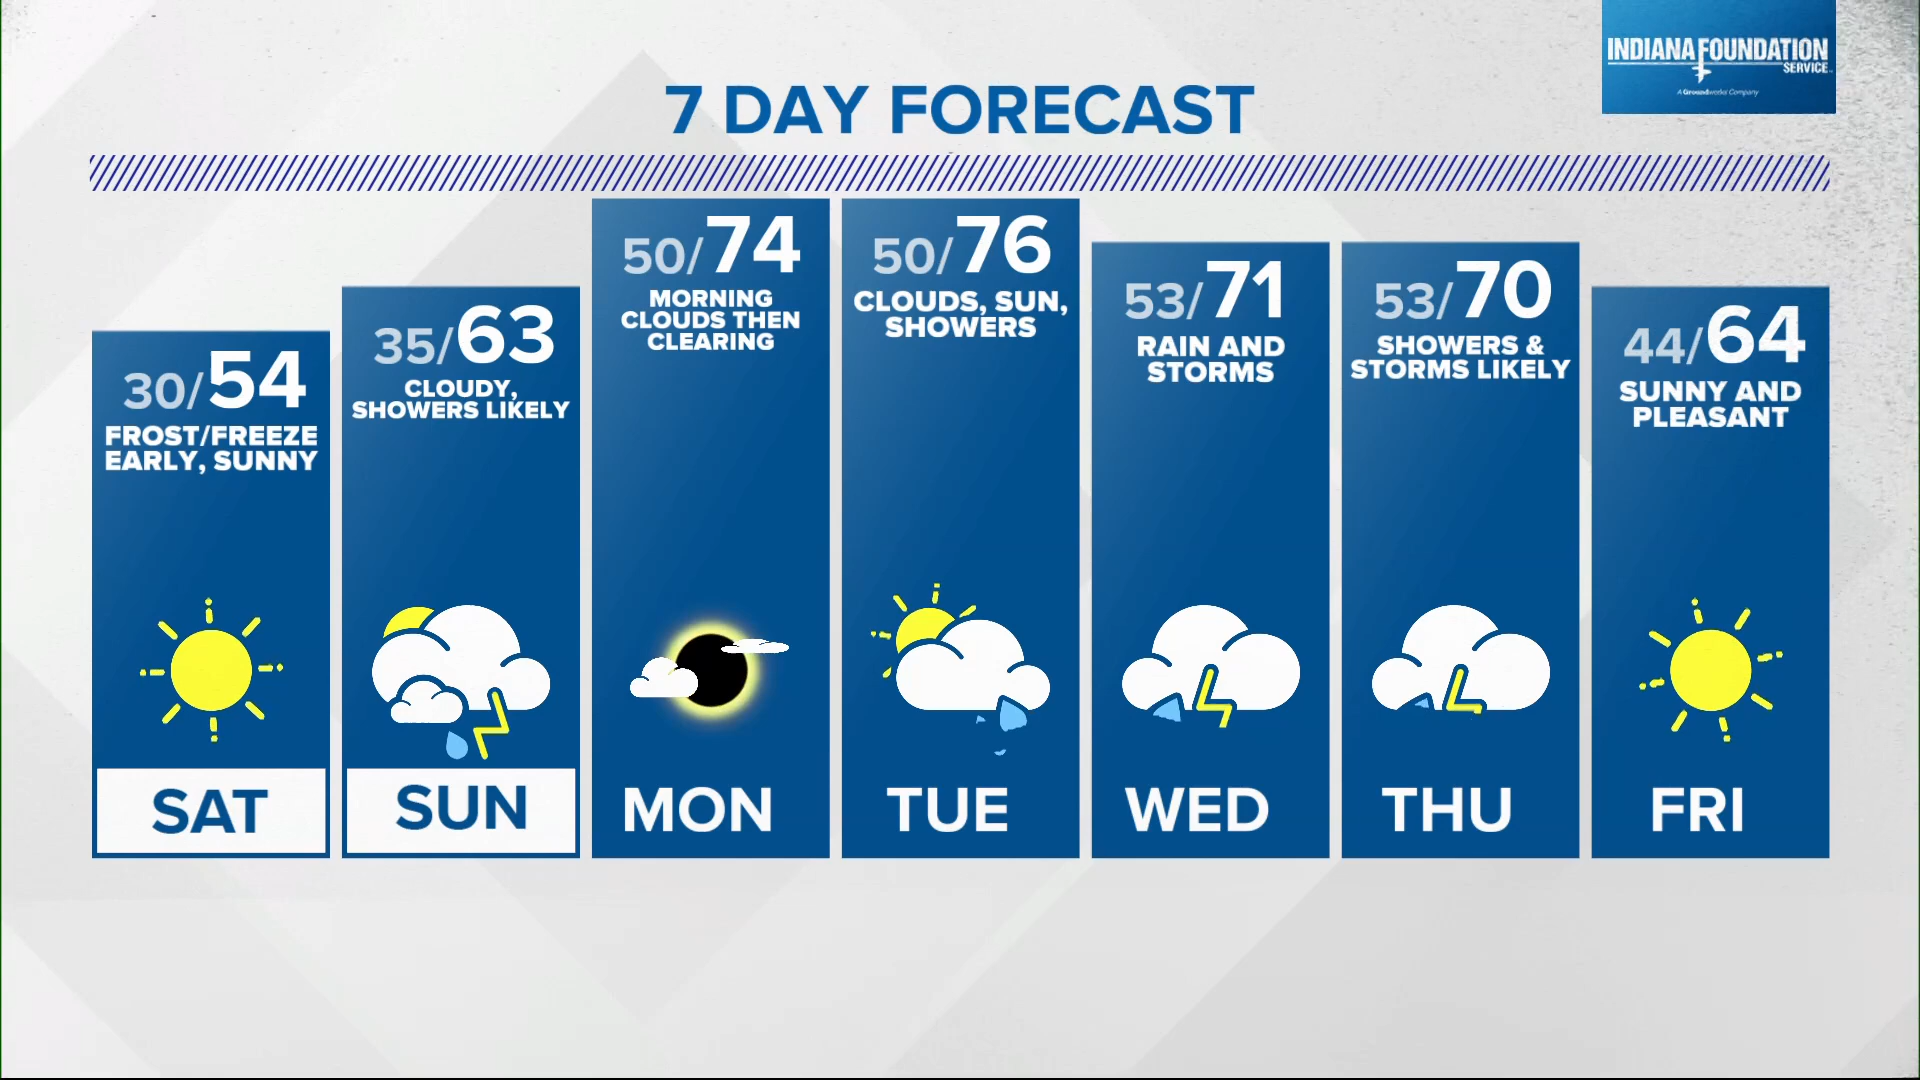 INDIANA FOUNDATION
SERVICE
A Groundworks Company
7 DAY FORECAST
30/54
FROST/FREEZE
EARLY, SUNNY
SAT
35/63
CLOUDY,
SHOWERS LIKELY
SUN
50/74
MORNING
CLOUDS THEN
CLEARING
MON
50/76
CLOUDS, SUN,
SHOWERS
TUE
53/71
RAIN AND
STORMS
WED
53/70
SHOWERS &
STORMS LIKELY
THU
44/64
SUNNY AND
PLEASANT
FRI